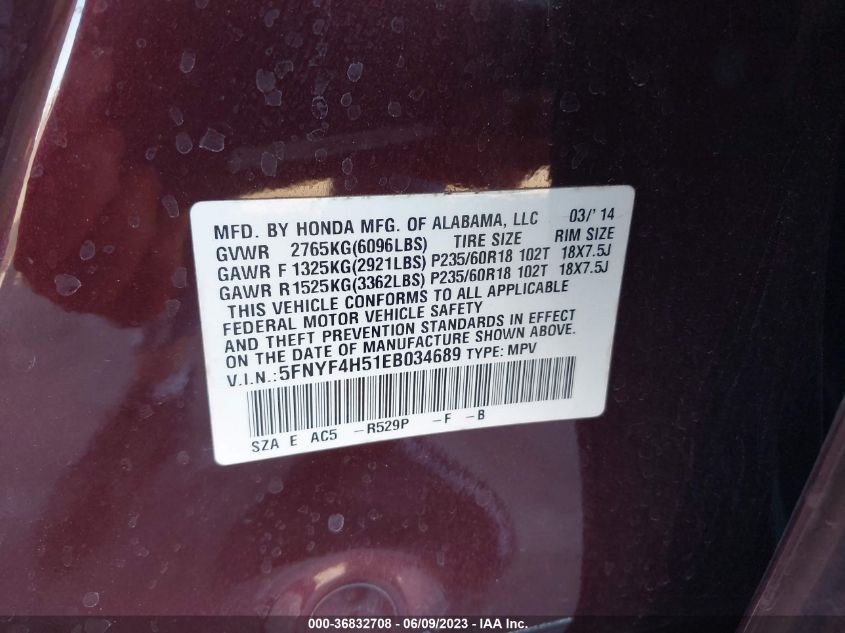 MFD. BY HONDA MFG. OF ALABAMA, LLC 03/'14
GVWR 2765KG(6096LBS) TIRE SIZE RIM SIZE
GAWR F 1325KG(2921LBS) P235/60R18 102T 18X7.5J
GAWR R 1525KG(3362LBS) P235/60R18 102T 18X7.5J
THIS VEHICLE CONFORMS TO ALL APPLICABLE
FEDERAL MOTOR VEHICLE SAFETY
AND THEFT PREVENTION STANDARDS IN EFFECT
ON THE DATE OF MANUFACTURE SHOWN ABOVE.
V.I.N.:5FNYF4H51EB034689 TYPE: MPV
SZA E AC5 -R529P -F -B
000-36832708 - 06/09/2023 - IAA Inc.